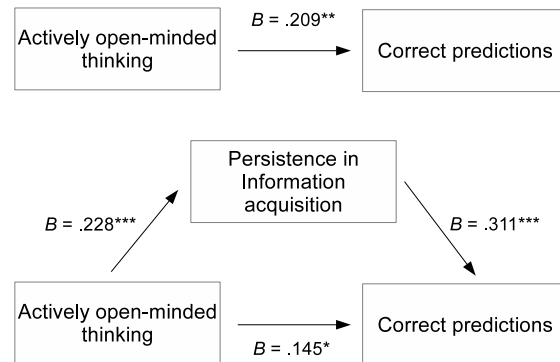 B = .209**
Actively open-minded
thinking
Correct predictions
Persistence in
Information
acquisition
B = .228***
B = .311***
Actively open-minded
thinking
Correct predictions
B = .145*